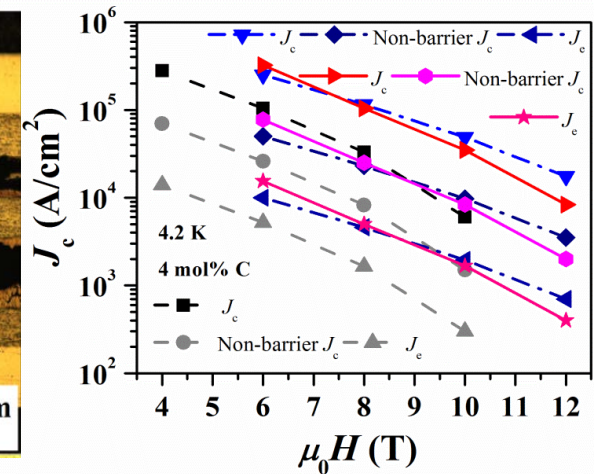 10⁶
10⁵
10⁴
10³
10²
J_c (A/cm²)
J_c Non-barrier J_c J_e
J_c Non-barrier J_c
J_e
4.2 K
4 mol% C
J_c
Non-barrier J_c J_e
4 5 6 7 8 9 10 11 12
μ₀H (T)
m